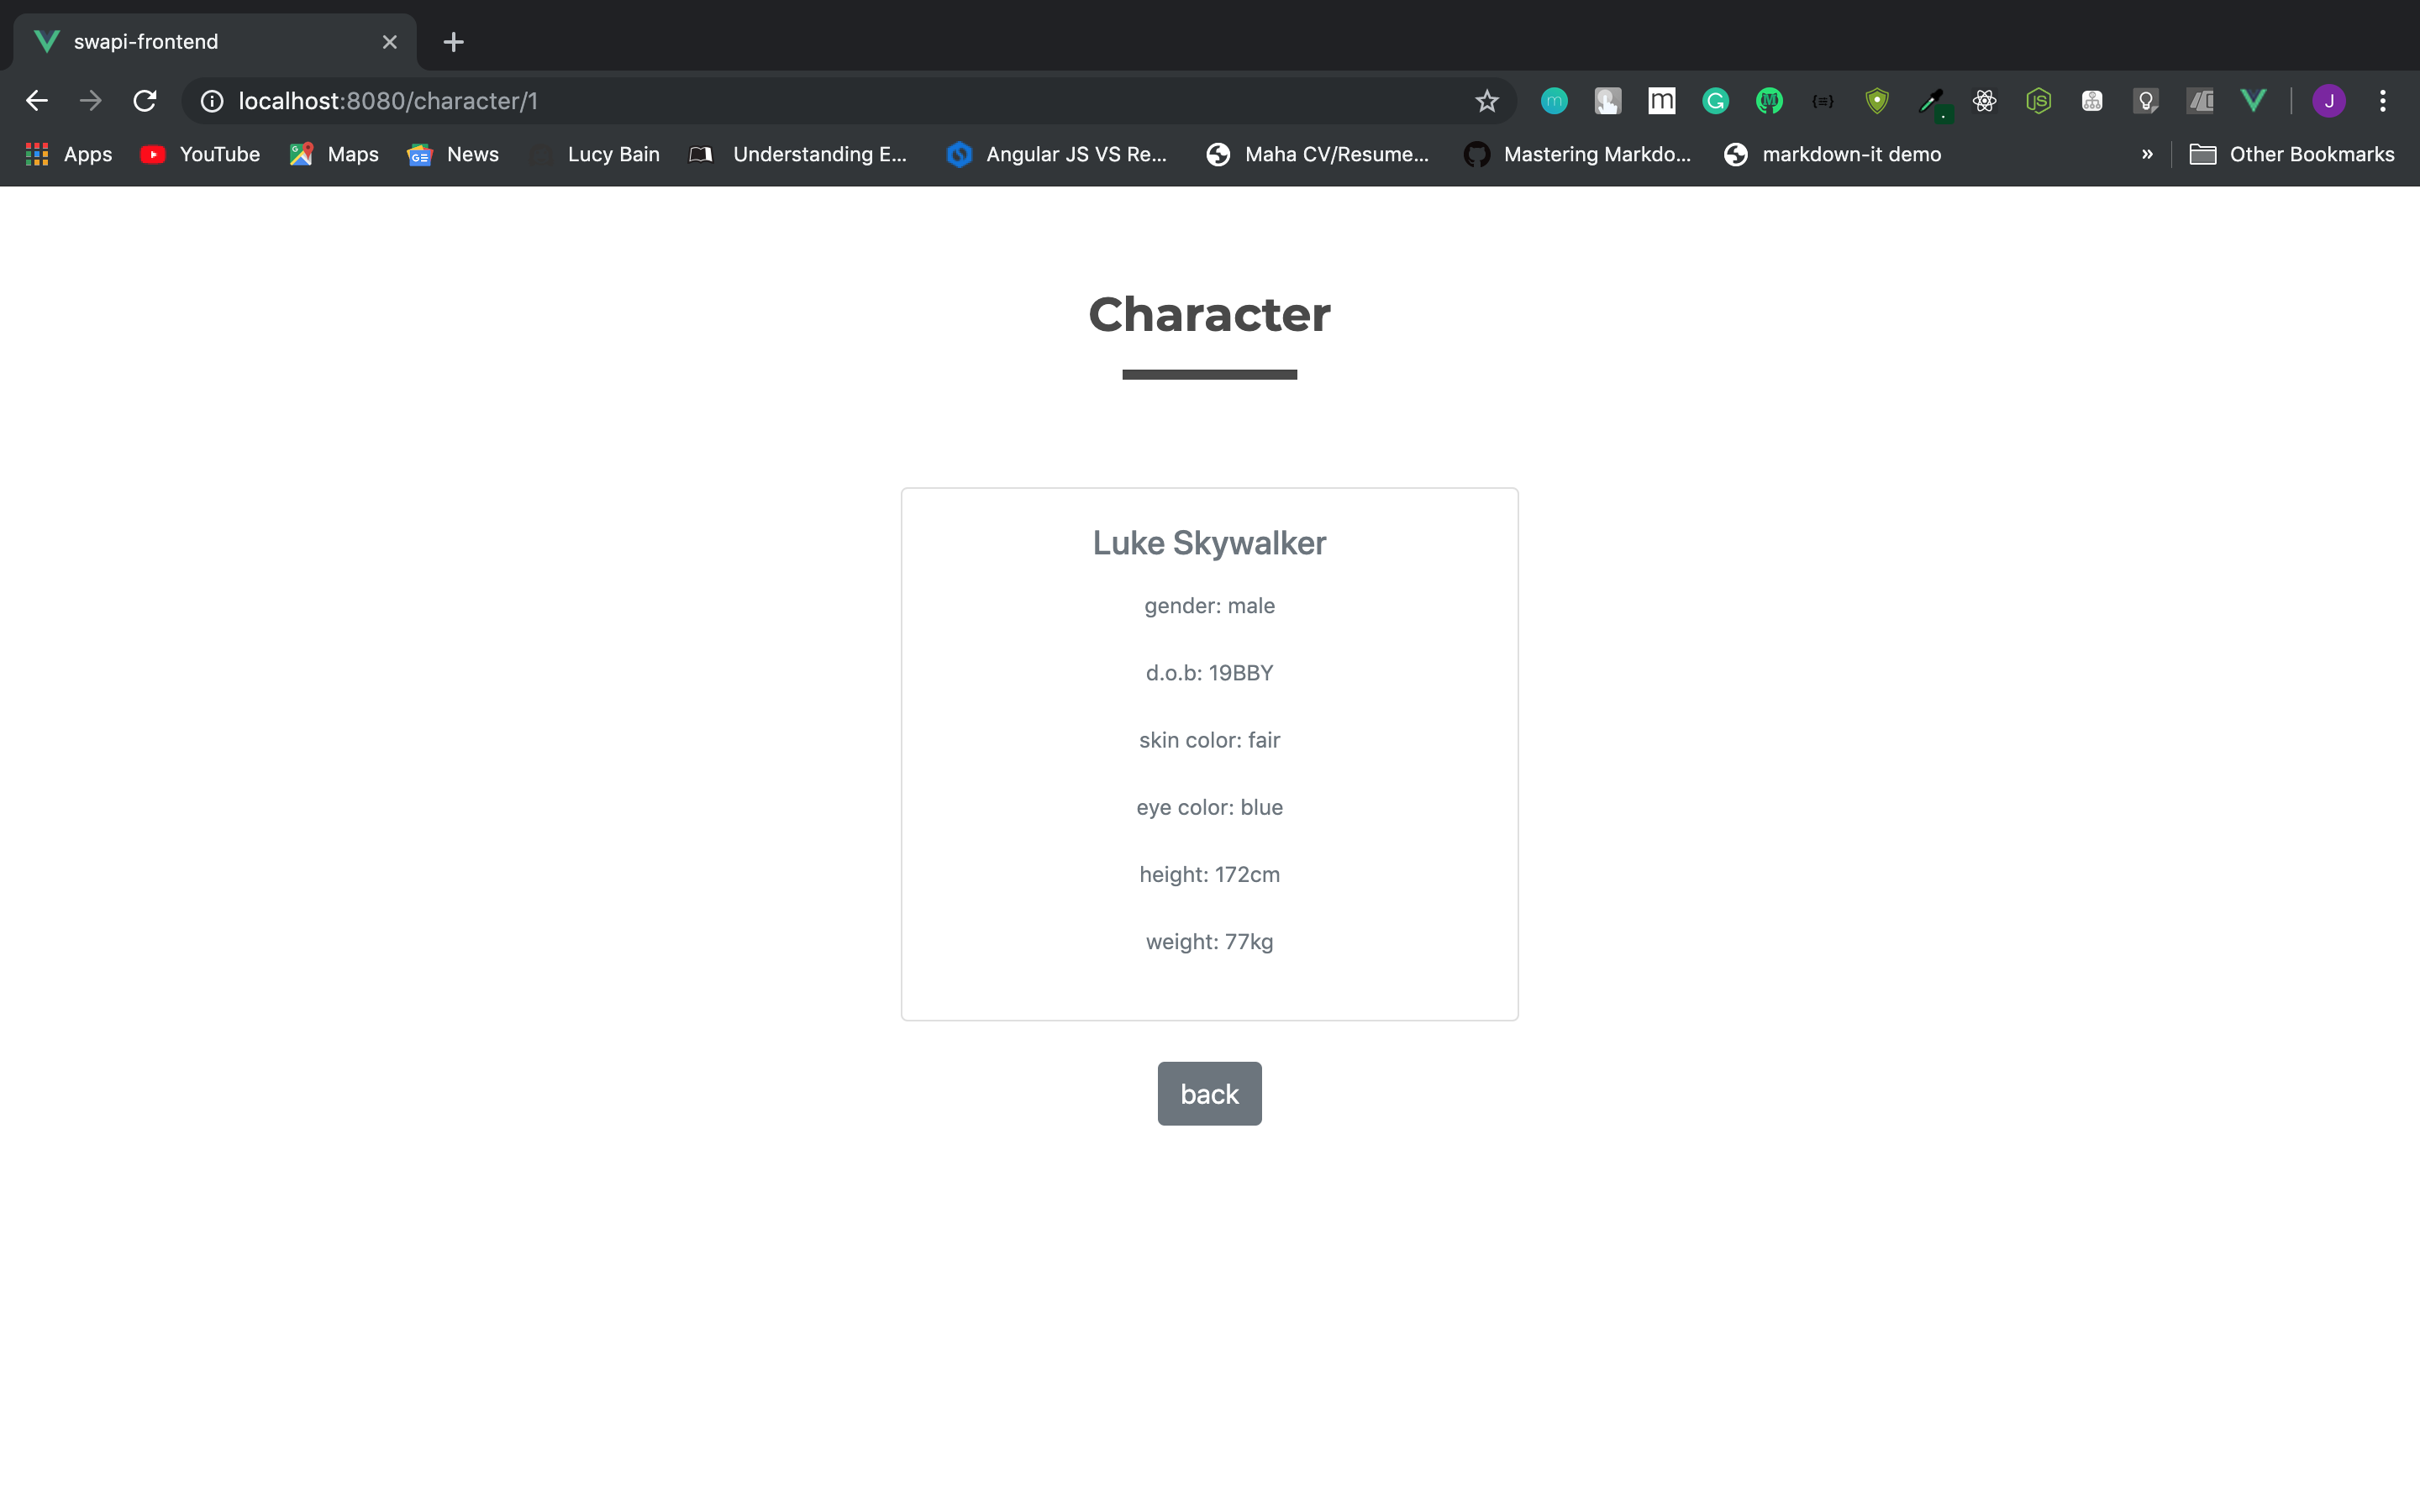 swapi-frontend
localhost:8080/character/1
Apps YouTube Maps News Lucy Bain Understanding E... Angular JS VS Re... Maha CV/Resume... Mastering Markdo... markdown-it demo » Other Bookmarks
Character
Luke Skywalker
gender: male
d.o.b: 19BBY
skin color: fair
eye color: blue
height: 172cm
weight: 77kg
back